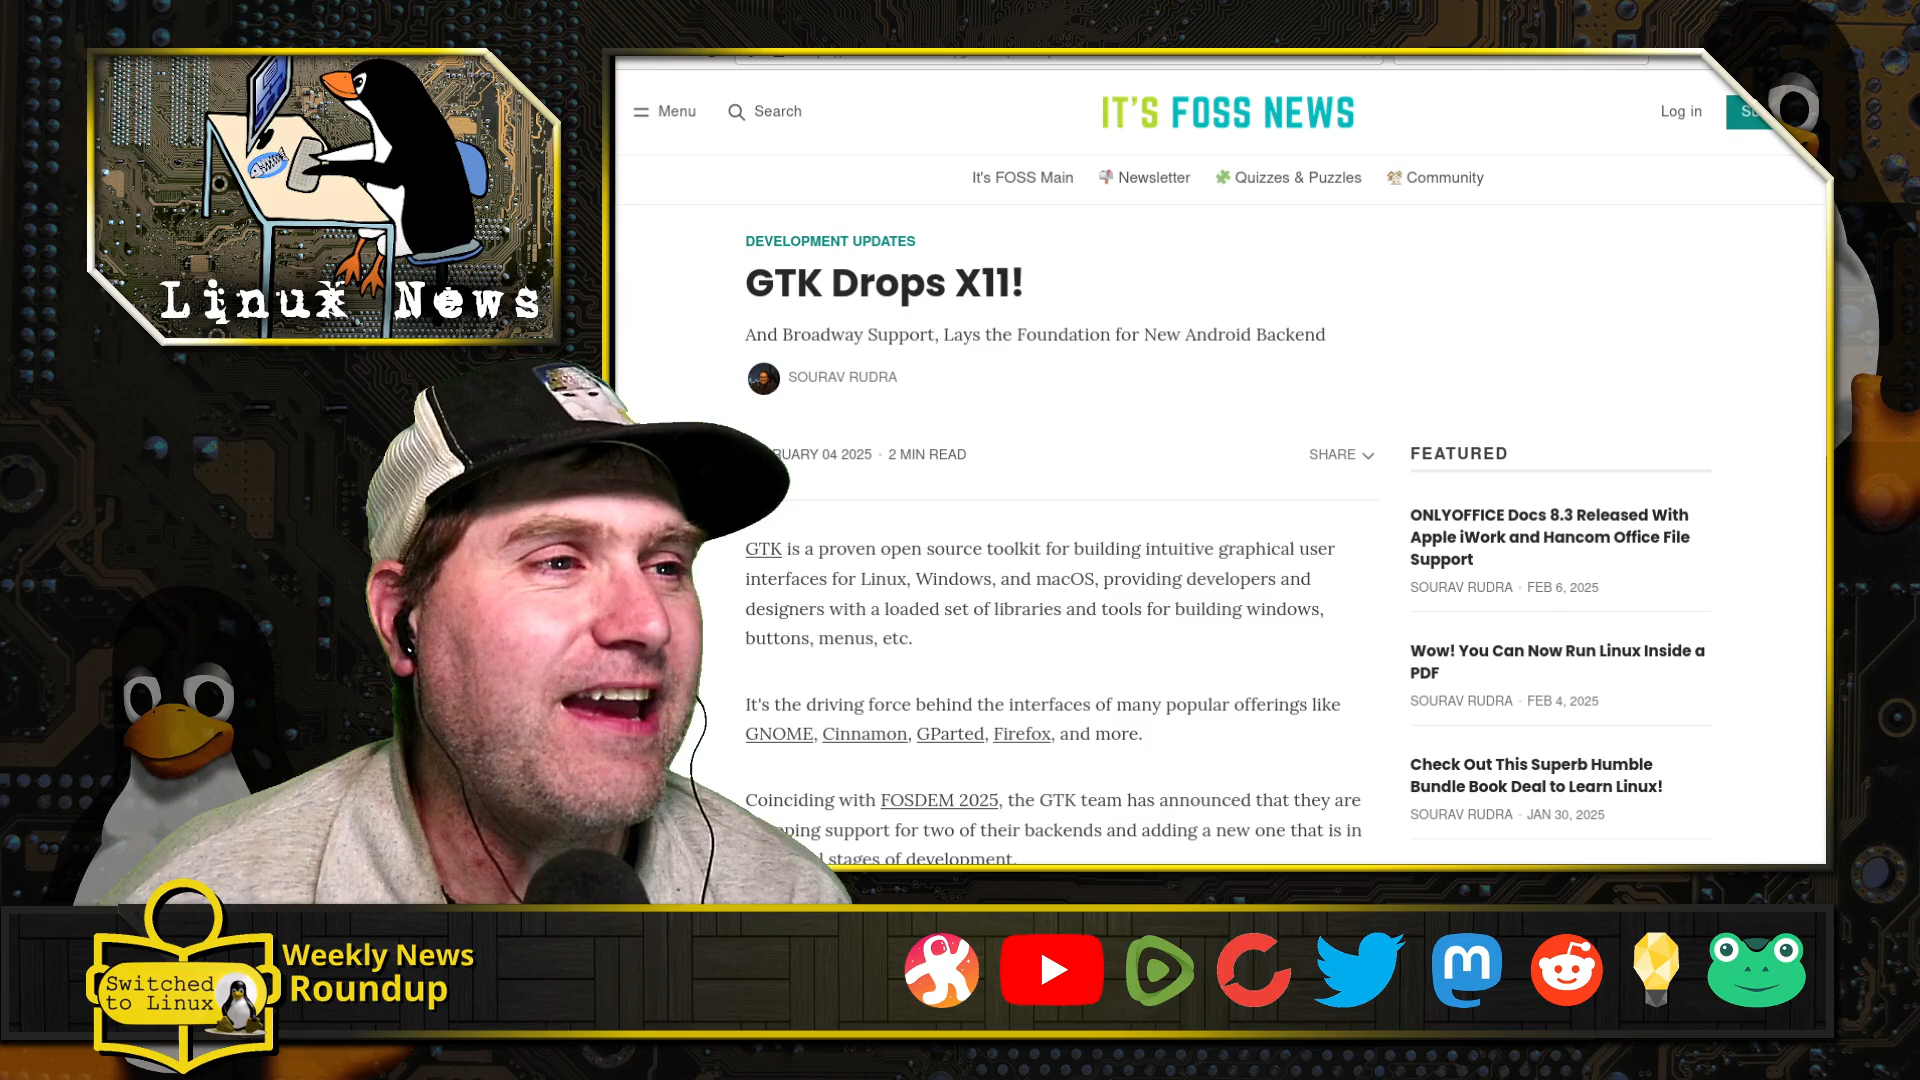 Linux News
Menu
Search
IT'S FOSS NEWS
Log in
It's FOSS Main
Newsletter
Quizzes & Puzzles
Community
DEVELOPMENT UPDATES
GTK Drops X11!
And Broadway Support, Lays the Foundation for New Android Backend
SOURAV RUDRA
RUARY 04 2025 · 2 MIN READ
SHARE
GTK is a proven open source toolkit for building intuitive graphical user
interfaces for Linux, Windows, and macOS, providing developers and
designers with a loaded set of libraries and tools for building windows,
buttons, menus, etc.
It's the driving force behind the interfaces of many popular offerings like
GNOME, Cinnamon, GParted, Firefox, and more.
Coinciding with FOSDEM 2025, the GTK team has announced that they are
ping support for two of their backends and adding a new one that is in
stages of development.
FEATURED
ONLYOFFICE Docs 8.3 Released With
Apple iWork and Hancom Office File
Support
SOURAV RUDRA · FEB 6, 2025
Wow! You Can Now Run Linux Inside a
PDF
SOURAV RUDRA · FEB 4, 2025
Check Out This Superb Humble
Bundle Book Deal to Learn Linux!
SOURAV RUDRA · JAN 30, 2025
Switched
to Linux
Weekly News
Roundup